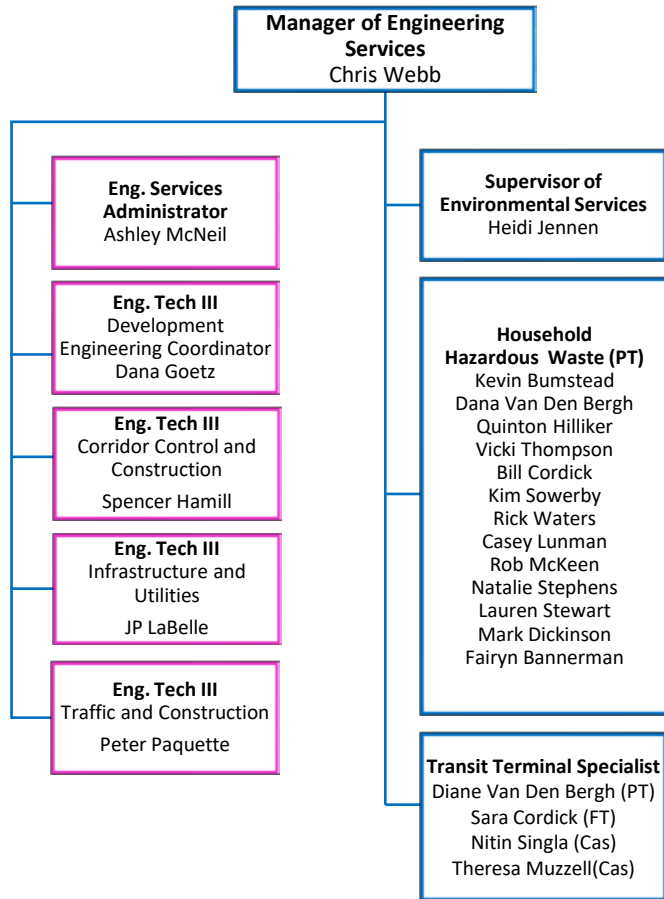 Manager of Engineering
Services
Chris Webb
Eng. Services
Administrator
Ashley McNeil
Eng. Tech III
Development
Engineering Coordinator
Dana Goetz
Eng. Tech III
Corridor Control and
Construction
Spencer Hamill
Eng. Tech III
Infrastructure and
Utilities
JP LaBelle
Eng. Tech III
Traffic and Construction
Peter Paquette
Supervisor of
Environmental Services
Heidi Jennen
Household
Hazardous Waste (PT)
Kevin Bumstead
Dana Van Den Bergh
Quinton Hilliker
Vicki Thompson
Bill Cordick
Kim Sowerby
Rick Waters
Casey Lunman
Rob McKeen
Natalie Stephens
Lauren Stewart
Mark Dickinson
Fairyn Bannerman
Transit Terminal Specialist
Diane Van Den Bergh (PT)
Sara Cordick (FT)
Nitin Singla (Cas)
Theresa Muzzell(Cas)